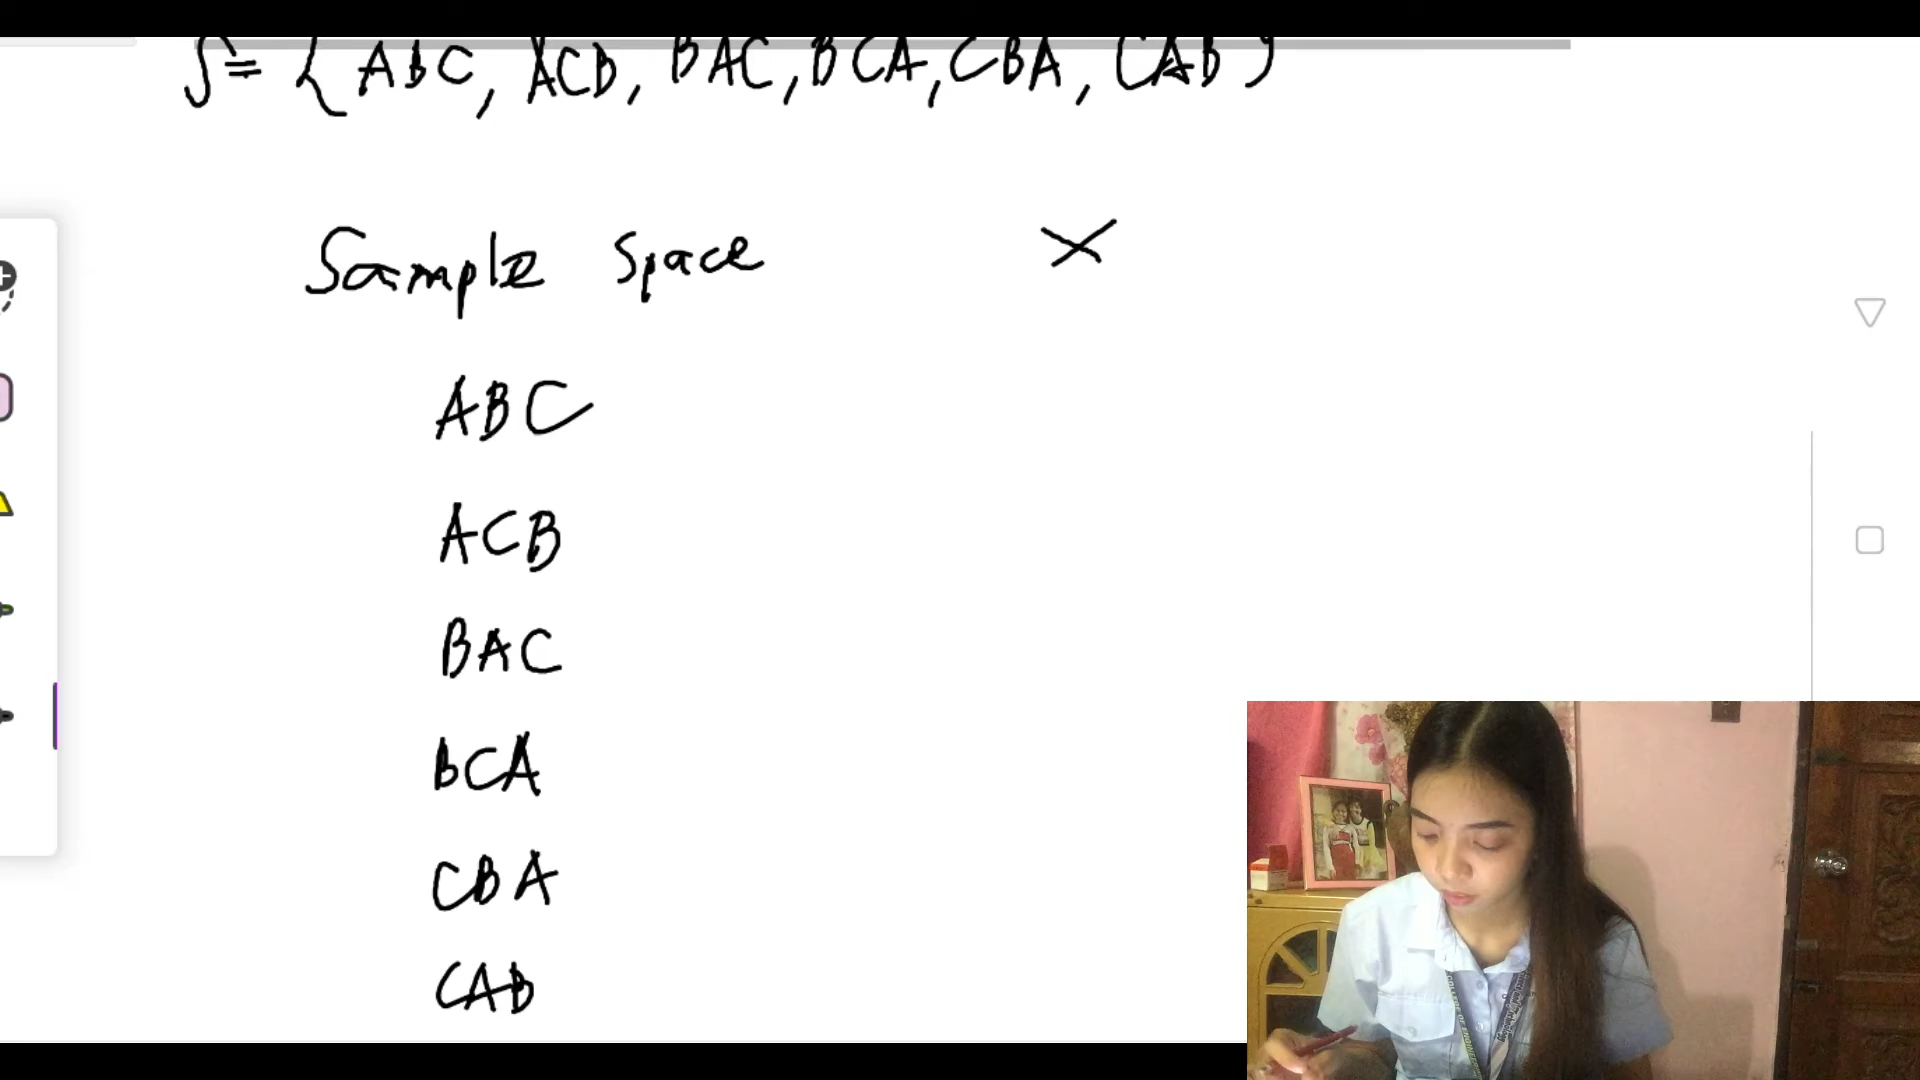 S = { ABC, ACB, BAC, BCA, CBA, CAB }
Sample Space X
ABC
ACB
BAC
BCA
CBA
CAB